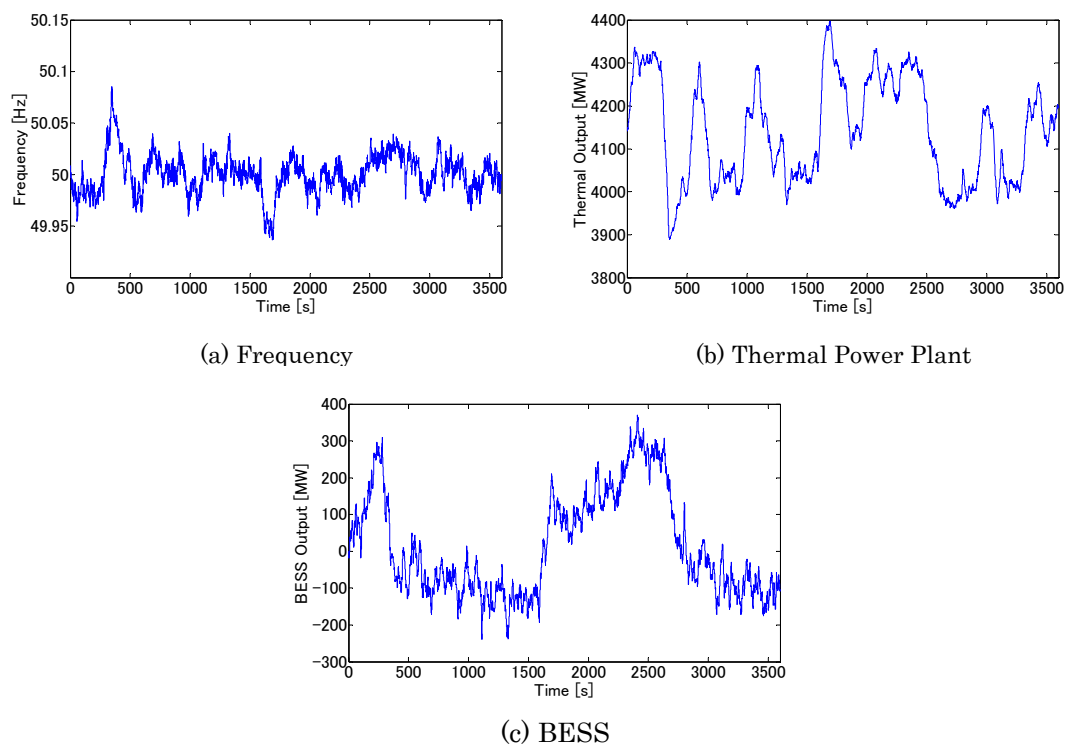 50.15
50.1
50.05
50
49.95
Frequency [Hz]
0 500 1000 1500 2000 2500 3000 3500
Time [s]
(a) Frequency
4400
4300
4200
4100
4000
3900
3800
Thermal Output [MW]
0 500 1000 1500 2000 2500 3000 3500
Time [s]
(b) Thermal Power Plant
400
300
200
100
0
−100
−200
−300
BESS Output [MW]
0 500 1000 1500 2000 2500 3000 3500
Time [s]
(c) BESS